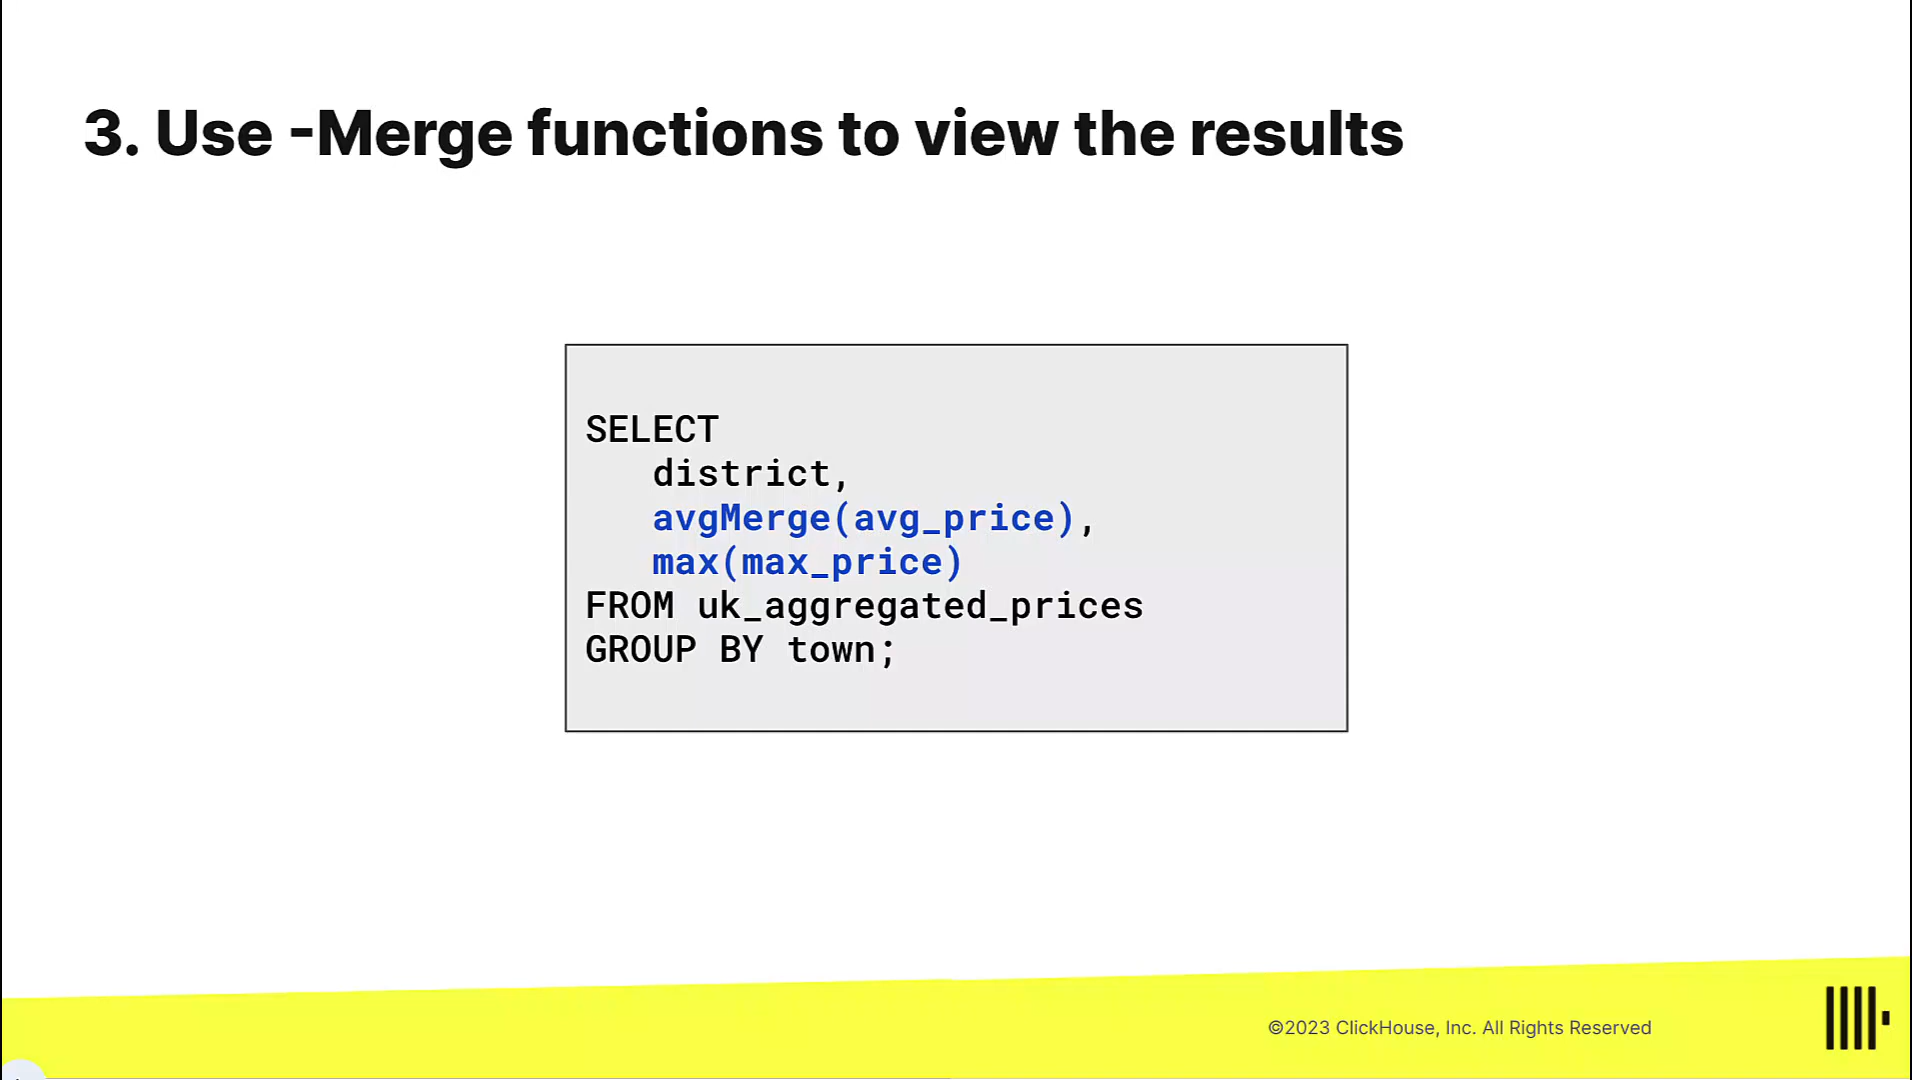 3. Use -Merge functions to view the results
SELECT
district,
avgMerge(avg_price),
max(max_price)
FROM uk_aggregated_prices
GROUP BY town;
©2023 ClickHouse, Inc. All Rights Reserved